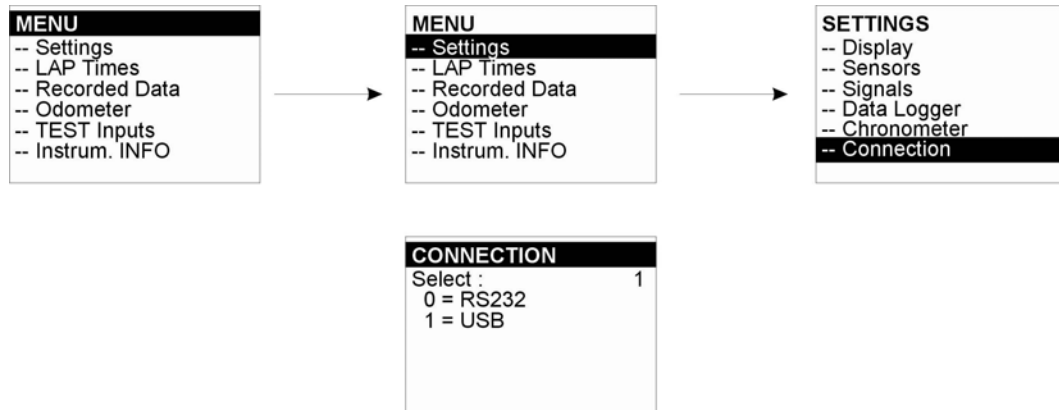 MENU
-- Settings
-- LAP Times
-- Recorded Data
-- Odometer
-- TEST Inputs
-- Instrum. INFO
MENU
-- Settings
-- LAP Times
-- Recorded Data
-- Odometer
-- TEST Inputs
-- Instrum. INFO
SETTINGS
-- Display
-- Sensors
-- Signals
-- Data Logger
-- Chronometer
-- Connection
CONNECTION
Select : 1
0 = RS232
1 = USB